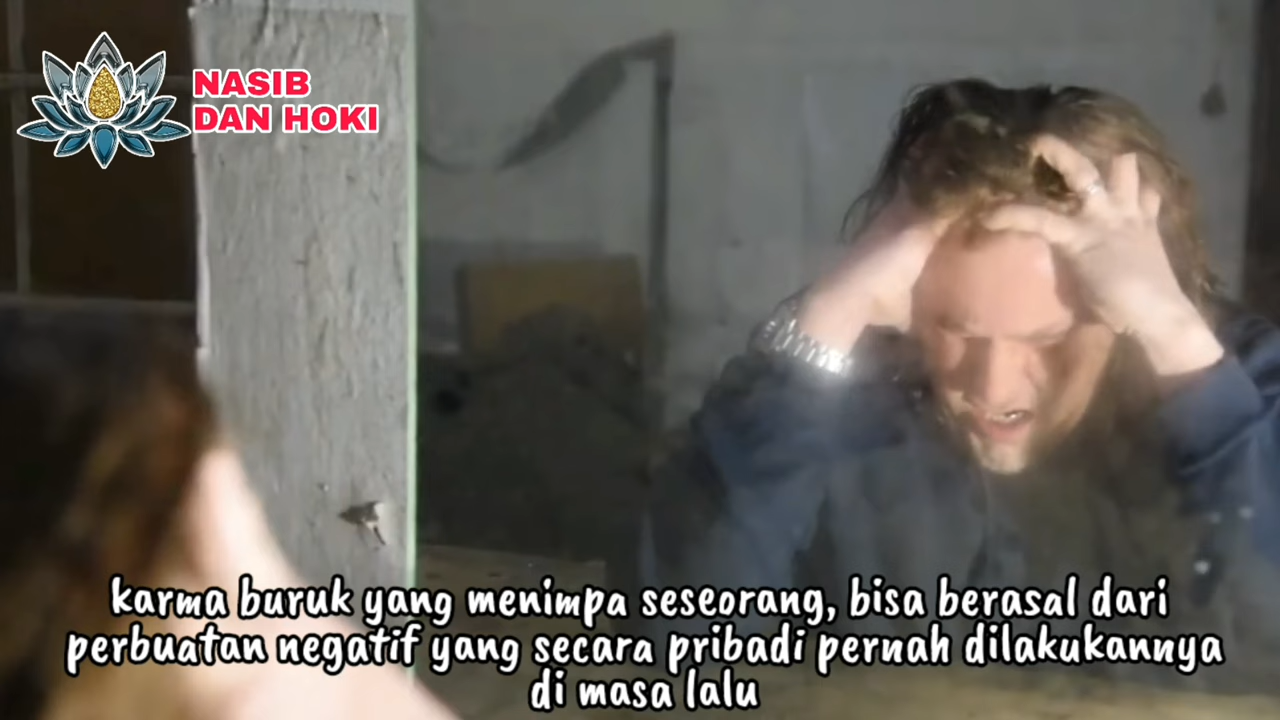 NASIB
DAN HOKI
karma buruk yang menimpa seseorang, bisa berasal dari
perbuatan negatif yang secara pribadi pernah dilakukannya
di masa lalu